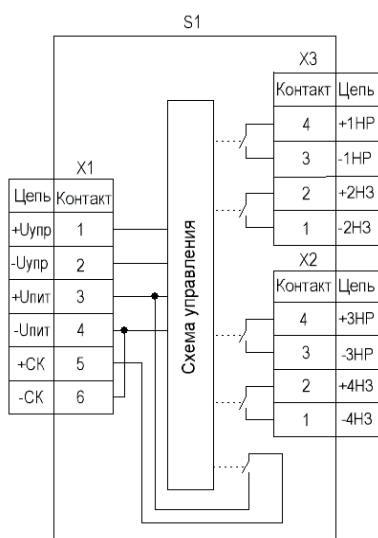 S1
X3
Контакт Цепь
4 +1НР
3 -1НР
2 +2НЗ
1 -2НЗ
X1
Цепь Контакт
+Uупр 1
-Uупр 2
+Uпит 3
-Uпит 4
+СК 5
-СК 6
Схема управления
X2
Контакт Цепь
4 +3НР
3 -3НР
2 +4НЗ
1 -4НЗ